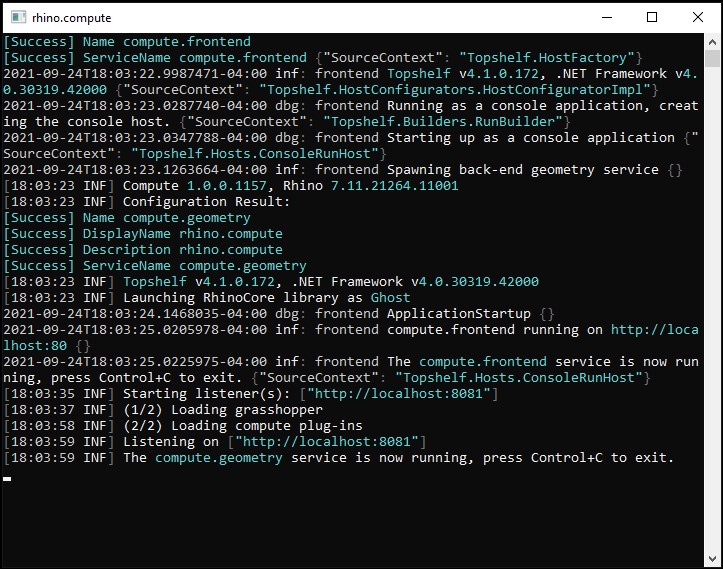 rhino.compute
[Success] Name compute.frontend
[Success] ServiceName compute.frontend {"SourceContext": "Topshelf.HostFactory"}
2021-09-24T18:03:22.9987471-04:00 inf: frontend Topshelf v4.1.0.172, .NET Framework v4.
0.30319.42000 {"SourceContext": "Topshelf.HostConfigurators.HostConfiguratorImpl"}
2021-09-24T18:03:23.0287740-04:00 dbg: frontend Running as a console application, creat
ing the console host. {"SourceContext": "Topshelf.Builders.RunBuilder"}
2021-09-24T18:03:23.0347788-04:00 dbg: frontend Starting up as a console application {"
SourceContext": "Topshelf.Hosts.ConsoleRunHost"}
2021-09-24T18:03:23.1263664-04:00 inf: frontend Spawning back-end geometry service {}
[18:03:23 INF] Compute 1.0.0.1157, Rhino 7.11.21264.11001
[18:03:23 INF] Configuration Result:
[Success] Name compute.geometry
[Success] DisplayName rhino.compute
[Success] Description rhino.compute
[Success] ServiceName compute.geometry
[18:03:23 INF] Topshelf v4.1.0.172, .NET Framework v4.0.30319.42000
[18:03:23 INF] Launching RhinoCore library as Ghost
2021-09-24T18:03:24.1468035-04:00 dbg: frontend ApplicationStartup {}
2021-09-24T18:03:25.0205978-04:00 inf: frontend compute.frontend running on http://loca
lhost:80 {}
2021-09-24T18:03:25.0225975-04:00 inf: frontend The compute.frontend service is now run
ning, press Control+C to exit. {"SourceContext": "Topshelf.Hosts.ConsoleRunHost"}
[18:03:35 INF] Starting listener(s): ["http://localhost:8081"]
[18:03:37 INF] (1/2) Loading grasshopper
[18:03:58 INF] (2/2) Loading compute plug-ins
[18:03:59 INF] Listening on ["http://localhost:8081"]
[18:03:59 INF] The compute.geometry service is now running, press Control+C to exit.